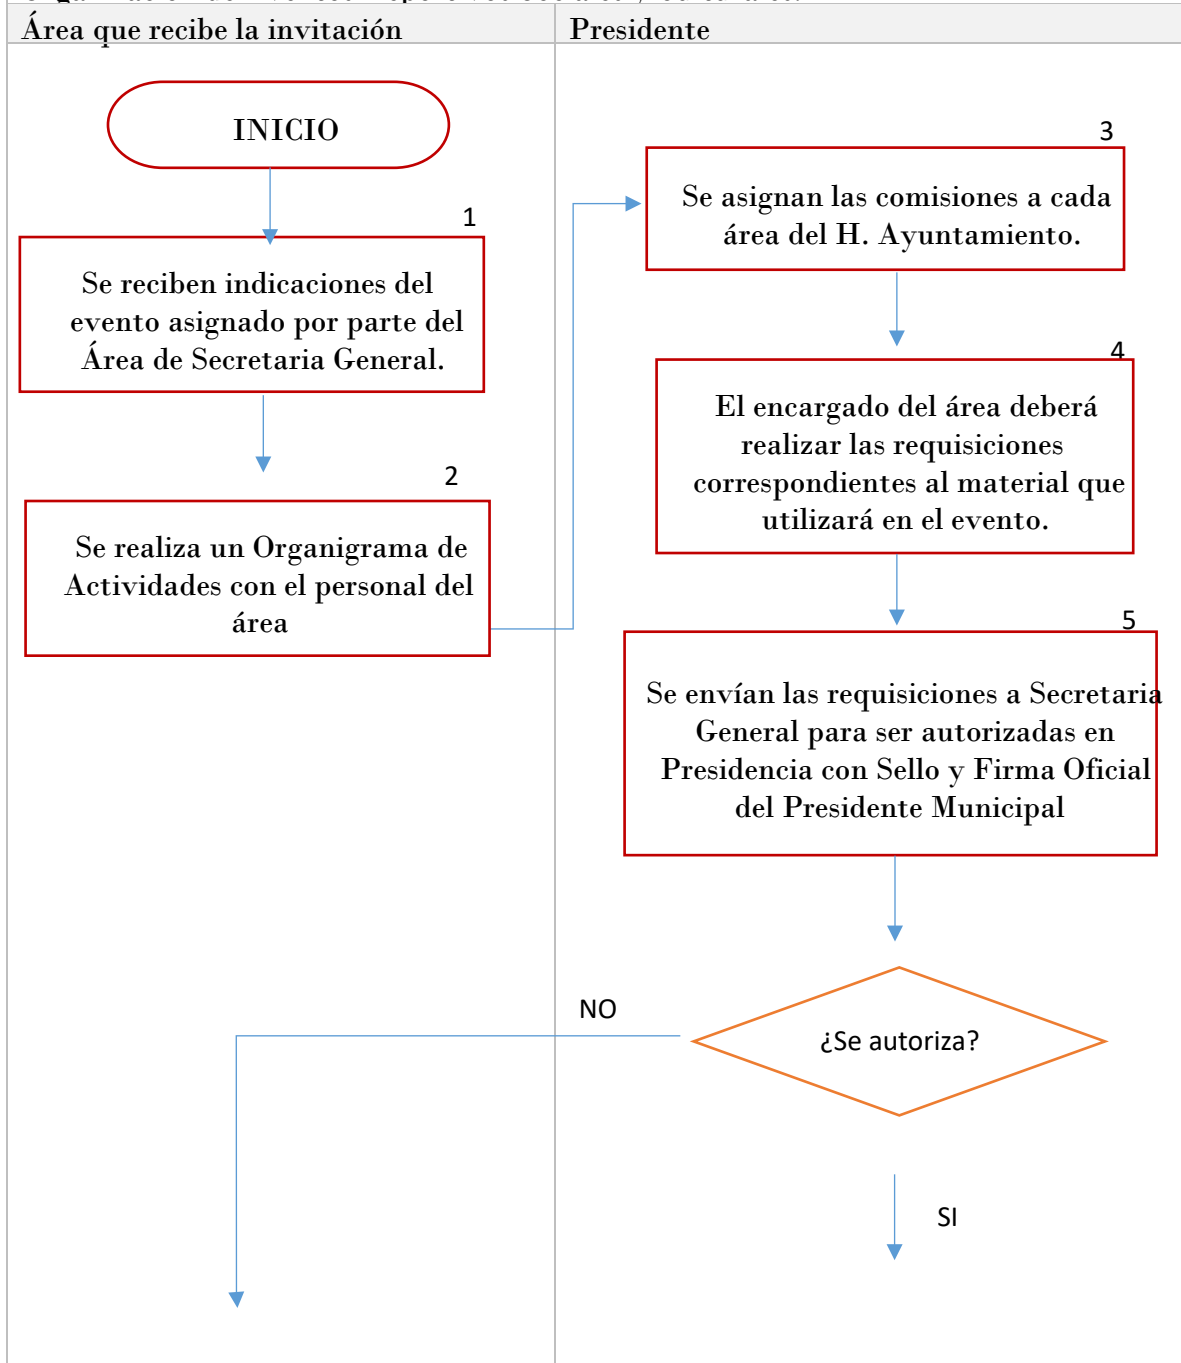 Área que recibe la invitación
Presidente
INICIO
1
Se reciben indicaciones del
evento asignado por parte del
Área de Secretaria General.
2
Se realiza un Organigrama de
Actividades con el personal del
área
3
Se asignan las comisiones a cada
área del H. Ayuntamiento.
4
El encargado del área deberá
realizar las requisiciones
correspondientes al material que
utilizará en el evento.
5
Se envían las requisiciones a Secretaria
General para ser autorizadas en
Presidencia con Sello y Firma Oficial
del Presidente Municipal
¿Se autoriza?
NO
SI